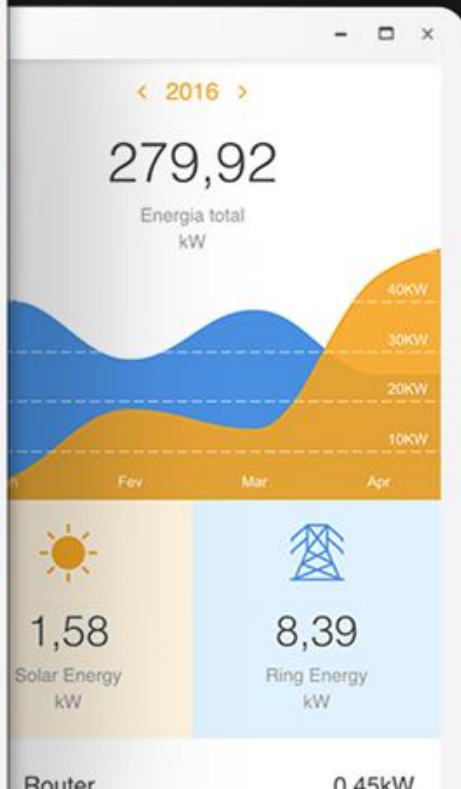 2016
279,92
Energia total
kW
40KW
30KW
20KW
10KW
Fev Mar Apr
1,58
Solar Energy
kW
8,39
Ring Energy
kW
Router 0.45kW